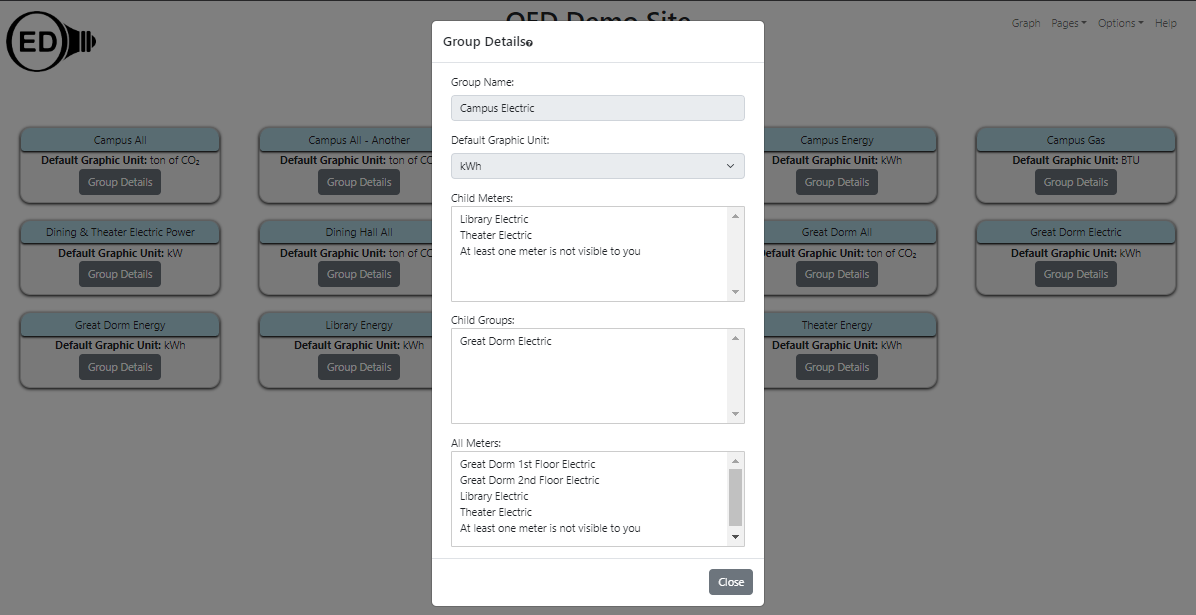 OED Demo Site
ED
Graph Pages Options Help
Group Details
Group Name:
Campus Electric
Default Graphic Unit:
kWh
Child Meters:
Library Electric
Theater Electric
At least one meter is not visible to you
Child Groups:
Great Dorm Electric
All Meters:
Great Dorm 1st Floor Electric
Great Dorm 2nd Floor Electric
Library Electric
Theater Electric
At least one meter is not visible to you
Close
Campus All
Default Graphic Unit: ton of CO₂
Group Details
Campus All - Another
Default Graphic Unit: ton of CO
Group Details
Campus Energy
Default Graphic Unit: kWh
Group Details
Campus Gas
Default Graphic Unit: BTU
Group Details
Dining & Theater Electric Power
Default Graphic Unit: kW
Group Details
Dining Hall All
Default Graphic Unit: ton of CO
Group Details
Great Dorm All
efault Graphic Unit: ton of CO₂
Group Details
Great Dorm Electric
Default Graphic Unit: kWh
Group Details
Great Dorm Energy
Default Graphic Unit: kWh
Group Details
Library Energy
Default Graphic Unit: kWh
Group Details
Theater Energy
Default Graphic Unit: kWh
Group Details